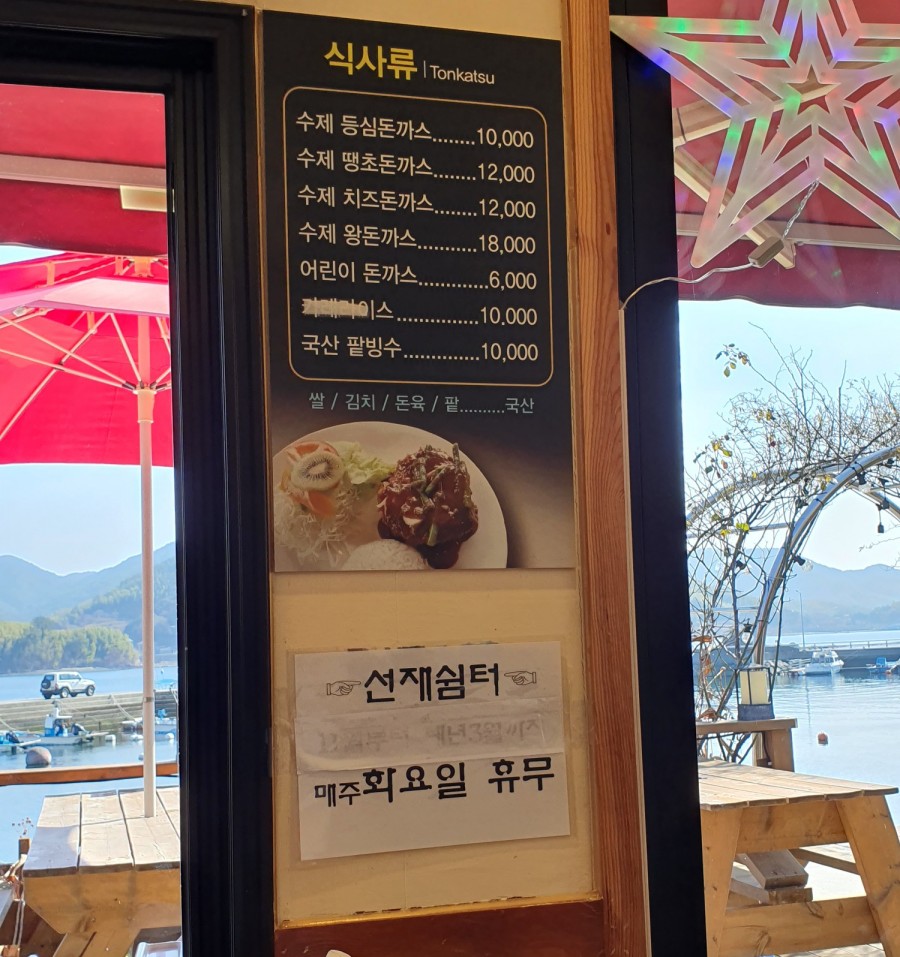 식사류 | Tonkatsu
수제 등심돈까스........10,000
수제 땡초돈까스........12,000
수제 치즈돈까스........12,000
수제 왕돈까스..........18,000
어린이 돈까스.............6,000
이스...............10,000
국산 팥빙수..............10,000
쌀 / 김치 / 돈육 / 팥..........국산
선재쉼터
매주화요일 휴무